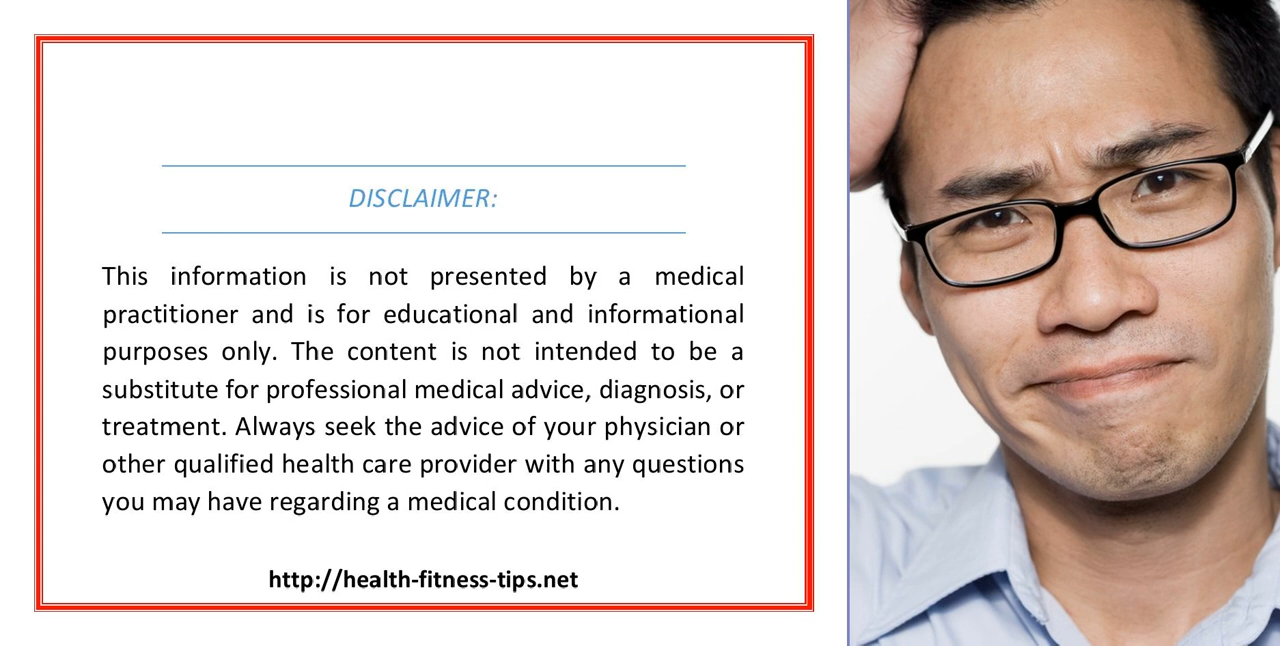 DISCLAIMER:
This information is not presented by a medical
practitioner and is for educational and informational
purposes only. The content is not intended to be a
substitute for professional medical advice, diagnosis, or
treatment. Always seek the advice of your physician or
other qualified health care provider with any questions
you may have regarding a medical condition.
http://health-fitness-tips.net